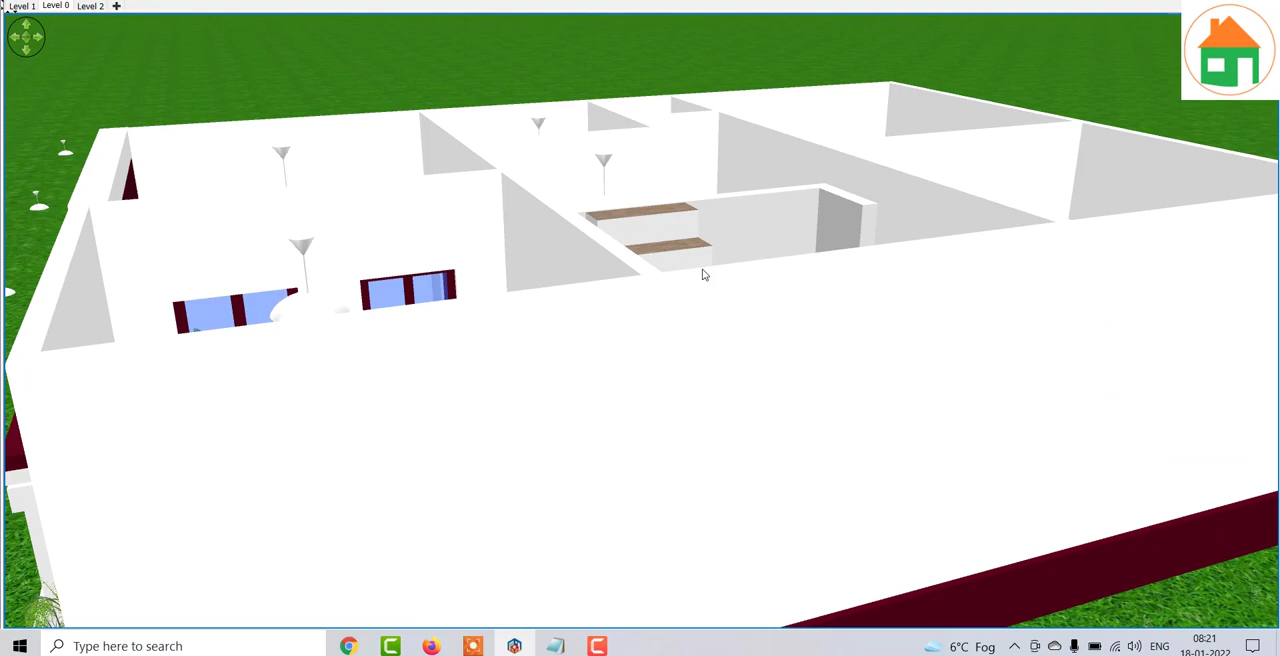 Level 1 Level 0 Level 2
Type here to search
6°C Fog
ENG
08:21
18-01-2022